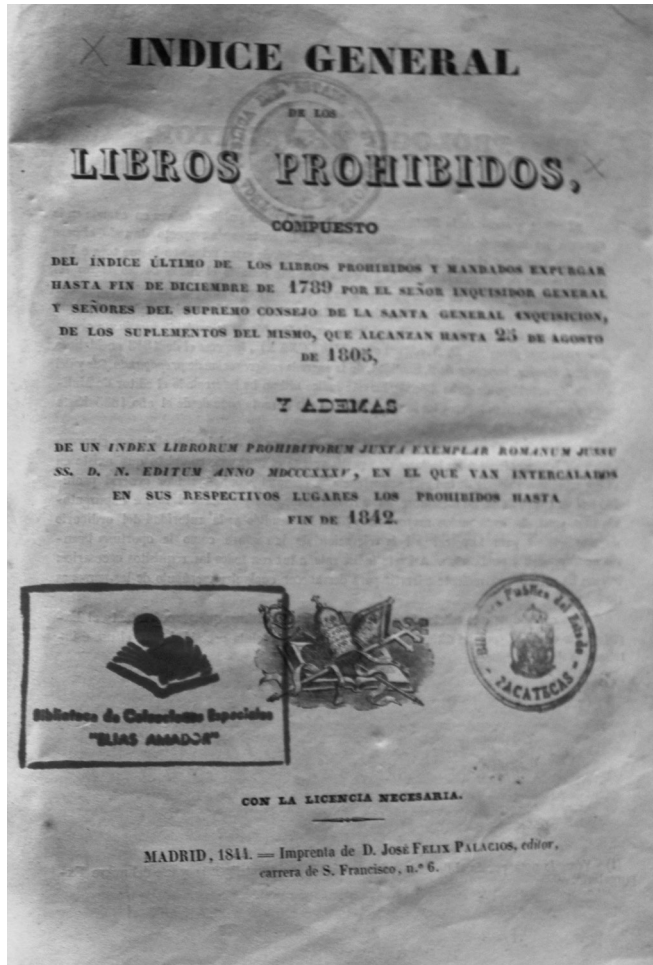 INDICE GENERAL
DE LOS
LIBROS PROHIBIDOS,
COMPUESTO
DEL ÍNDICE ÚLTIMO DE LOS LIBROS PROHIBIDOS Y MANDADOS EXPURGAR
HASTA FIN DE DICIEMBRE DE 1789 POR EL SEÑOR INQUISIDOR GENERAL
Y SEÑORES DEL SUPREMO CONSEJO DE LA SANTA GENERAL INQUISICION,
DE LOS SUPLEMENTOS DEL MISMO, QUE ALCANZAN HASTA 25 DE AGOSTO
DE 1805,
Y ADEMAS
DE UN INDEX LIBRORUM PROHIBITORUM JUXTA EXEMPLAR ROMANUM JUSSU
SS. D. N. EDITUM ANNO MDCCCXXXV, EN EL QUE VAN INTERCALADOS
EN SUS RESPECTIVOS LUGARES LOS PROHIBIDOS HASTA
FIN DE 1842.
Biblioteca Publica del Estado
- ZACATECAS -
Biblioteca de Colecciones Especiales
"ELIAS AMADOR"
CON LA LICENCIA NECESARIA.
MADRID, 1844. — Imprenta de D. JOSÉ FELIX PALACIOS, editor,
carrera de S. Francisco, n.º 6.